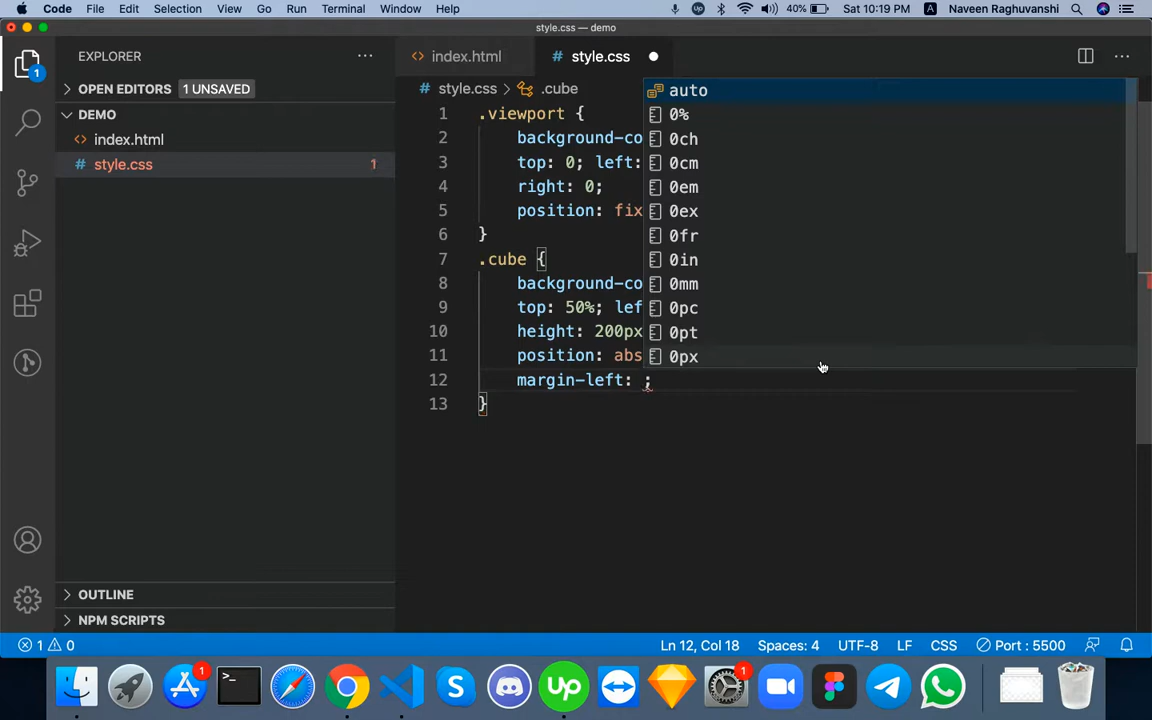 Code File Edit Selection View Go Run Terminal Window Help 40% Sat 10:19 PM A Naveen Raghuvanshi
style.css — demo
EXPLORER
OPEN EDITORS 1 UNSAVED
DEMO
index.html
style.css 1
OUTLINE
NPM SCRIPTS
1
index.html
style.css
style.css > .cube
1 .viewport {
2 background-co
3 top: 0; left:
4 right: 0;
5 position: fix
6 }
7 .cube {
8 background-co
9 top: 50%; lef
10 height: 200px
11 position: abs
12 margin-left: ;
13 }
auto
0%
0ch
0cm
0em
0ex
0fr
0in
0mm
0pc
0pt
0px
1 0 Ln 12, Col 18 Spaces: 4 UTF-8 LF CSS Port : 5500
1 >_ S Up 1